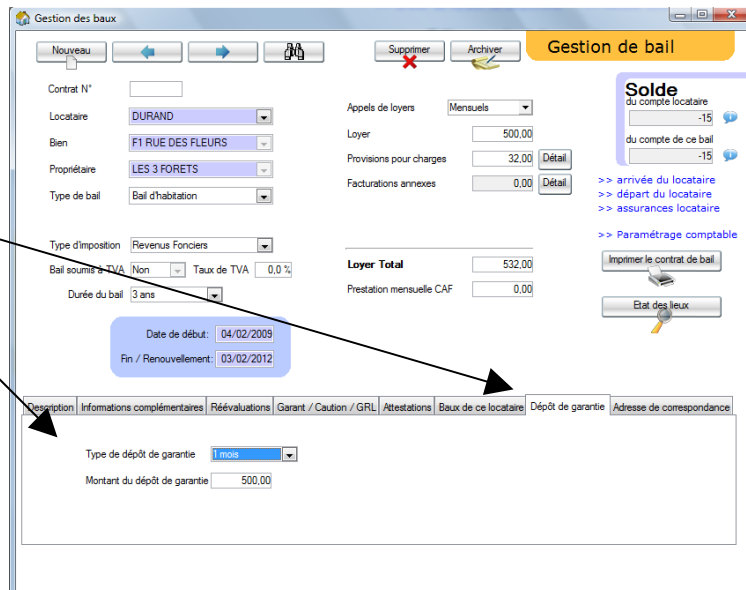 Gestion des baux
Nouveau
Supprimer
Archiver
Gestion de bail
Contrat N°
Locataire DURAND
Bien F1 RUE DES FLEURS
Propriétaire LES 3 FORETS
Type de bail Bail d'habitation
Type d'imposition Revenus Fonciers
Bail soumis à TVA Non Taux de TVA 0,0 %
Durée du bail 3 ans
Date de début: 04/02/2009
Fin / Renouvellement: 03/02/2012
Appels de loyers Mensuels
Loyer 500,00
Provisions pour charges 32,00 Détail
Facturations annexes 0,00 Détail
Loyer Total 532,00
Prestation mensuelle CAF 0,00
Solde
du compte locataire
-15
du compte de ce bail
-15
>> arrivée du locataire
>> départ du locataire
>> assurances locataire
>> Paramétrage comptable
Imprimer le contrat de bail
Etat des lieux
Description Informations complémentaires Réévaluations Garant / Caution / GRL Attestations Baux de ce locataire Dépôt de garantie Adresse de correspondance
Type de dépôt de garantie 1 mois
Montant du dépôt de garantie 500,00